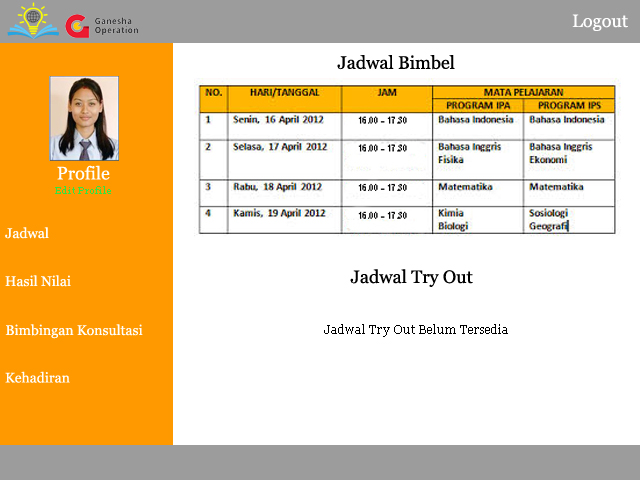 Ganesha
Operation
Logout
Profile
Edit Profile
Jadwal
Hasil Nilai
Bimbingan Konsultasi
Kehadiran
Jadwal Bimbel
NO. HARI/TANGGAL JAM MATA PELAJARAN
PROGRAM IPA PROGRAM IPS
1 Senin, 16 April 2012 16.00 – 17.30 Bahasa Indonesia Bahasa Indonesia
2 Selasa, 17 April 2012 16.00 – 17.30 Bahasa Inggris Bahasa Inggris
Fisika Ekonomi
3 Rabu, 18 April 2012 16.00 – 17.30 Matematika Matematika
4 Kamis, 19 April 2012 16.00 – 17.30 Kimia Sosiologi
Biologi Geografi
Jadwal Try Out
Jadwal Try Out Belum Tersedia